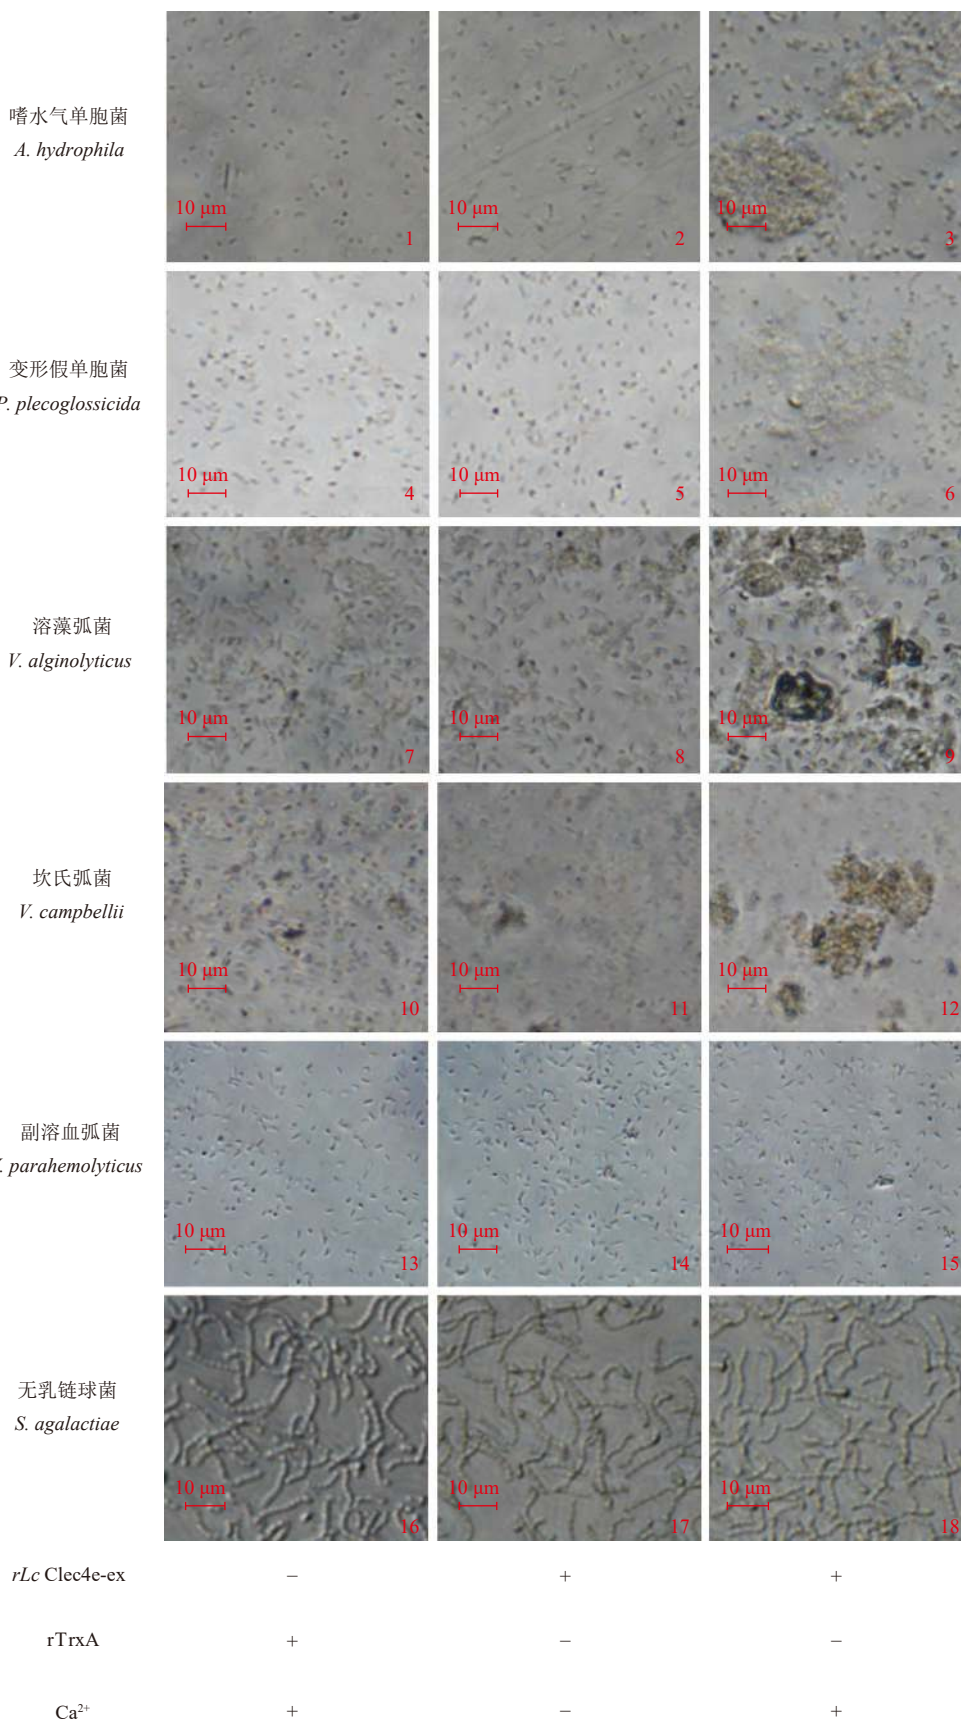 嗜水气单胞菌
A. hydrophila
10 μm
1
10 μm
2
10 μm
3
变形假单胞菌
P. plecoglossicida
10 μm
4
10 μm
5
10 μm
6
溶藻弧菌
V. alginolyticus
10 μm
7
10 μm
8
10 μm
9
坎氏弧菌
V. campbellii
10 μm
10
10 μm
11
10 μm
12
副溶血弧菌
. parahemolyticus
10 μm
13
10 μm
14
10 μm
15
无乳链球菌
S. agalactiae
10 μm
16
10 μm
17
10 μm
18
rLc Clec4e-ex − + +
rTrxA + − −
Ca²⁺ + − +